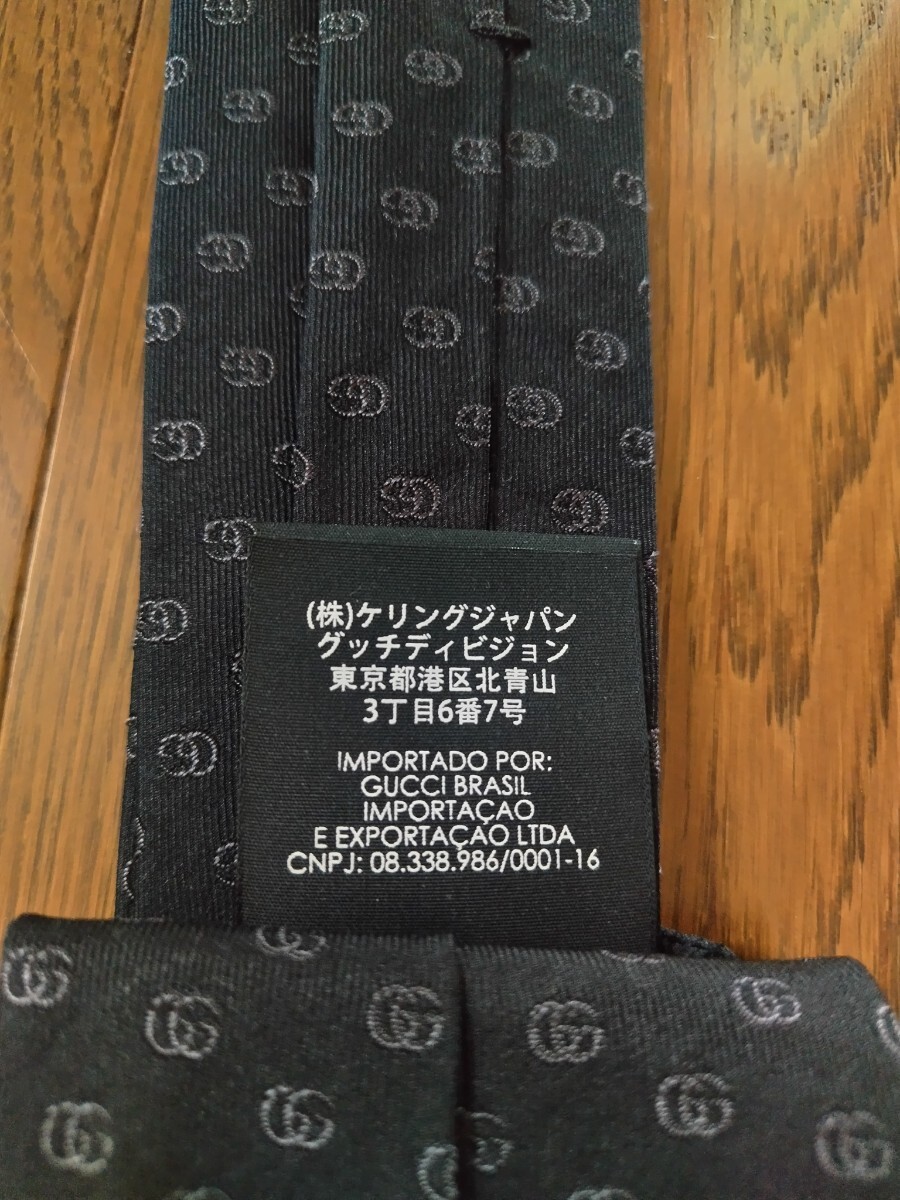 (株)ケリングジャパン
グッチディビジョン
東京都港区北青山
3丁目6番7号
IMPORTADO POR:
GUCCI BRASIL
IMPORTAÇAO
E EXPORTAÇAO LTDA
CNPJ: 08.338.986/0001-16